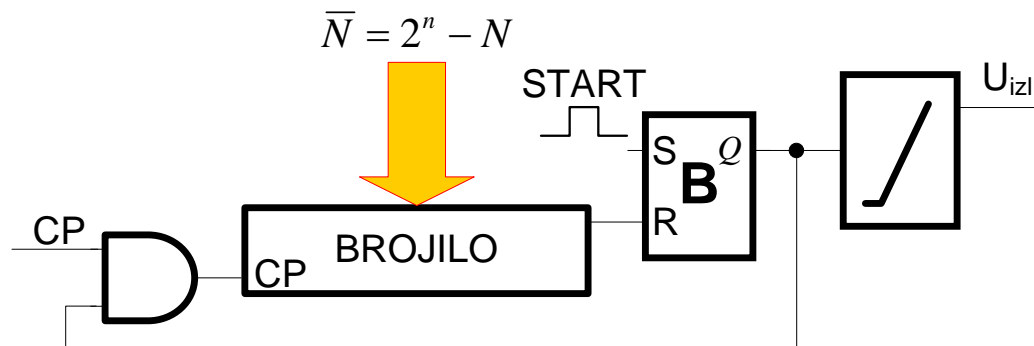 N̅ = 2ⁿ − N
START
U_izl
S Q
B
R
CP
BROJILO
CP